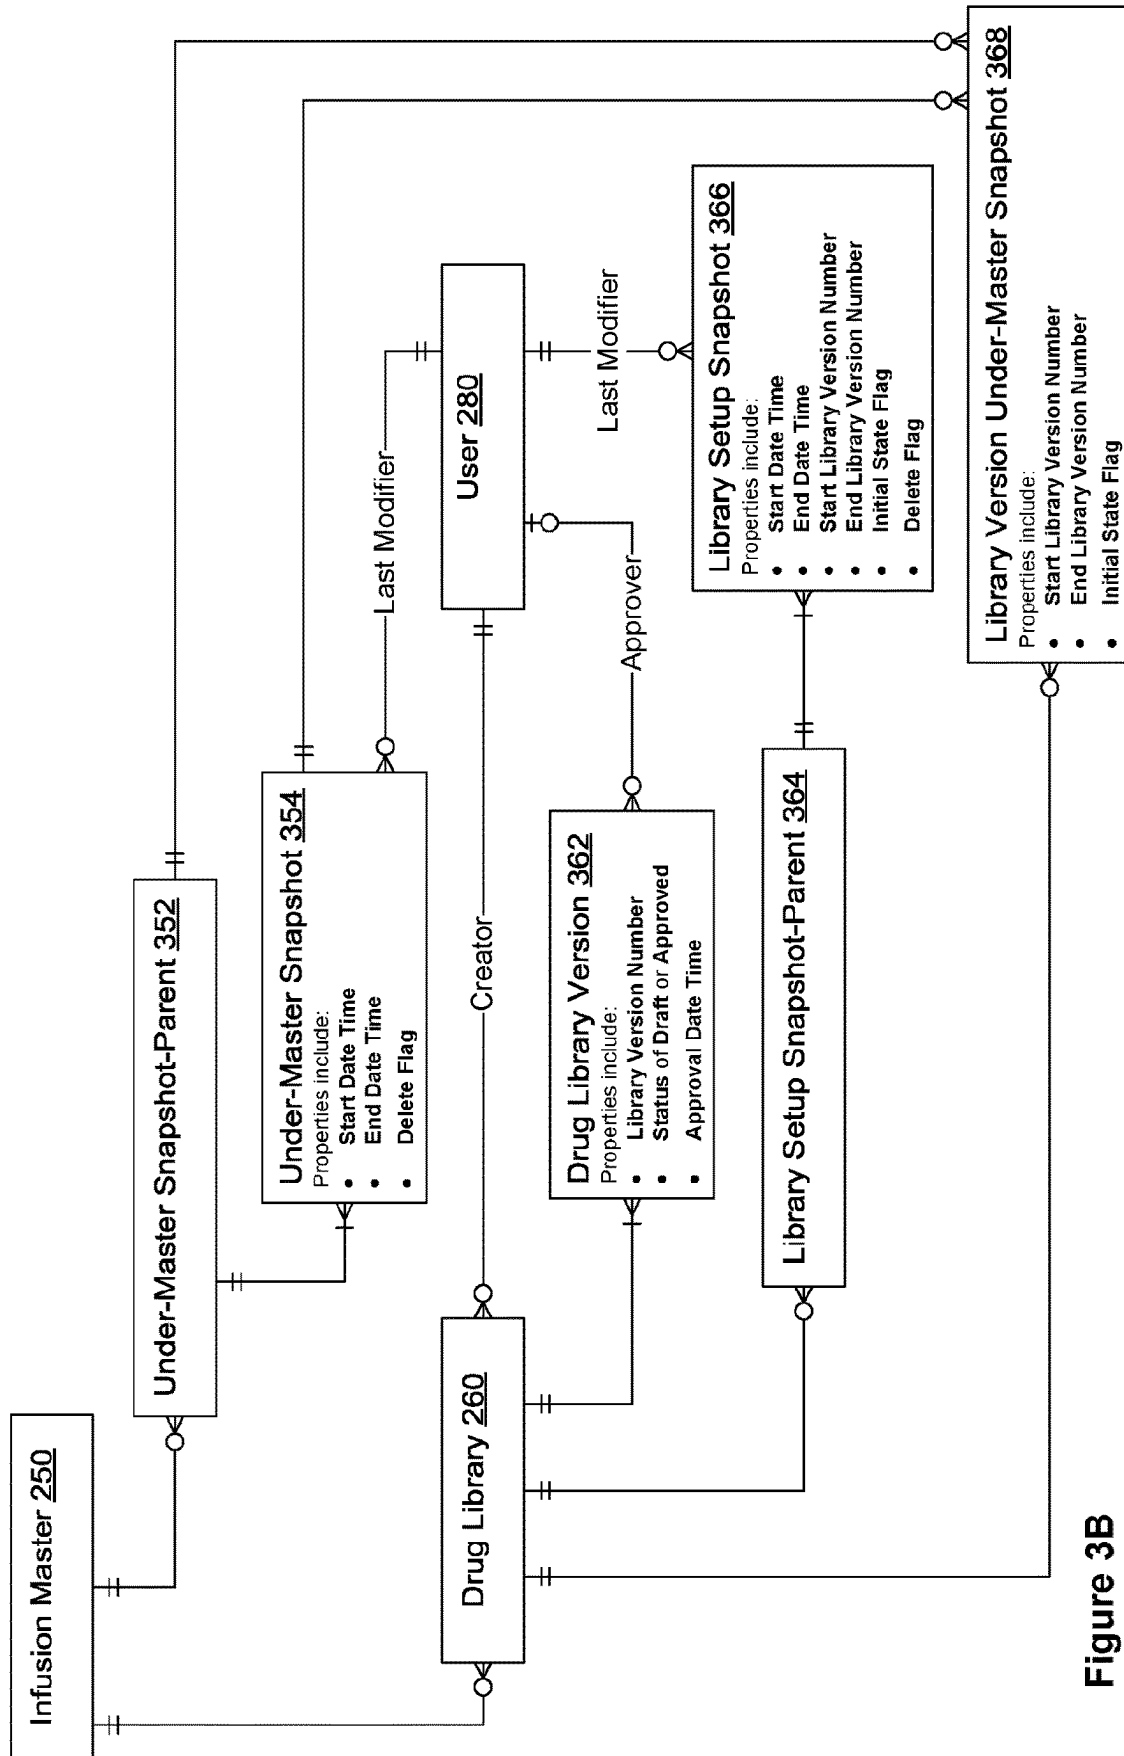 Infusion Master 250
Under-Master Snapshot-Parent 352
Under-Master Snapshot 354
Properties include:
• Start Date Time
• End Date Time
• Delete Flag
Last Modifier
Drug Library 260
Creator
User 280
Drug Library Version 362
Properties include:
• Library Version Number
• Status of Draft or Approved
• Approval Date Time
Approver
Last Modifier
Library Setup Snapshot-Parent 364
Library Setup Snapshot 366
Properties include:
• Start Date Time
• End Date Time
• Start Library Version Number
• End Library Version Number
• Initial State Flag
• Delete Flag
Library Version Under-Master Snapshot 368
Properties include:
• Start Library Version Number
• End Library Version Number
• Initial State Flag
Figure 3B